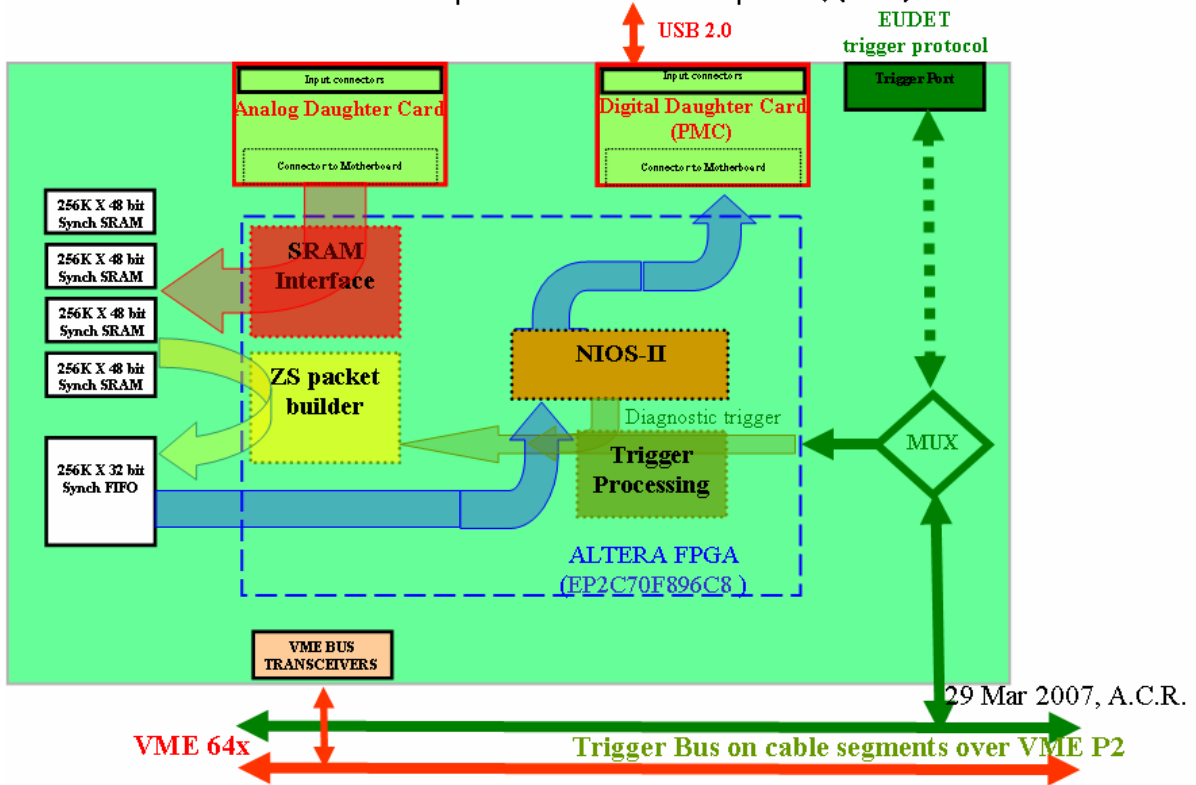 USB 2.0
EUDET
trigger protocol
Input connectors
Analog Daughter Card
Connector to Motherboard
Input connectors
Digital Daughter Card
(PMC)
Connector to Motherboard
Trigger Port
256K X 48 bit
Synch SRAM
256K X 48 bit
Synch SRAM
256K X 48 bit
Synch SRAM
256K X 48 bit
Synch SRAM
SRAM
Interface
NIOS-II
ZS packet
builder
Diagnostic trigger
MUX
Trigger
Processing
256K X 32 bit
Synch FIFO
ALTERA FPGA
(EP2C70F896C8 )
VME BUS
TRANSCEIVERS
29 Mar 2007, A.C.R.
VME 64x
Trigger Bus on cable segments over VME P2